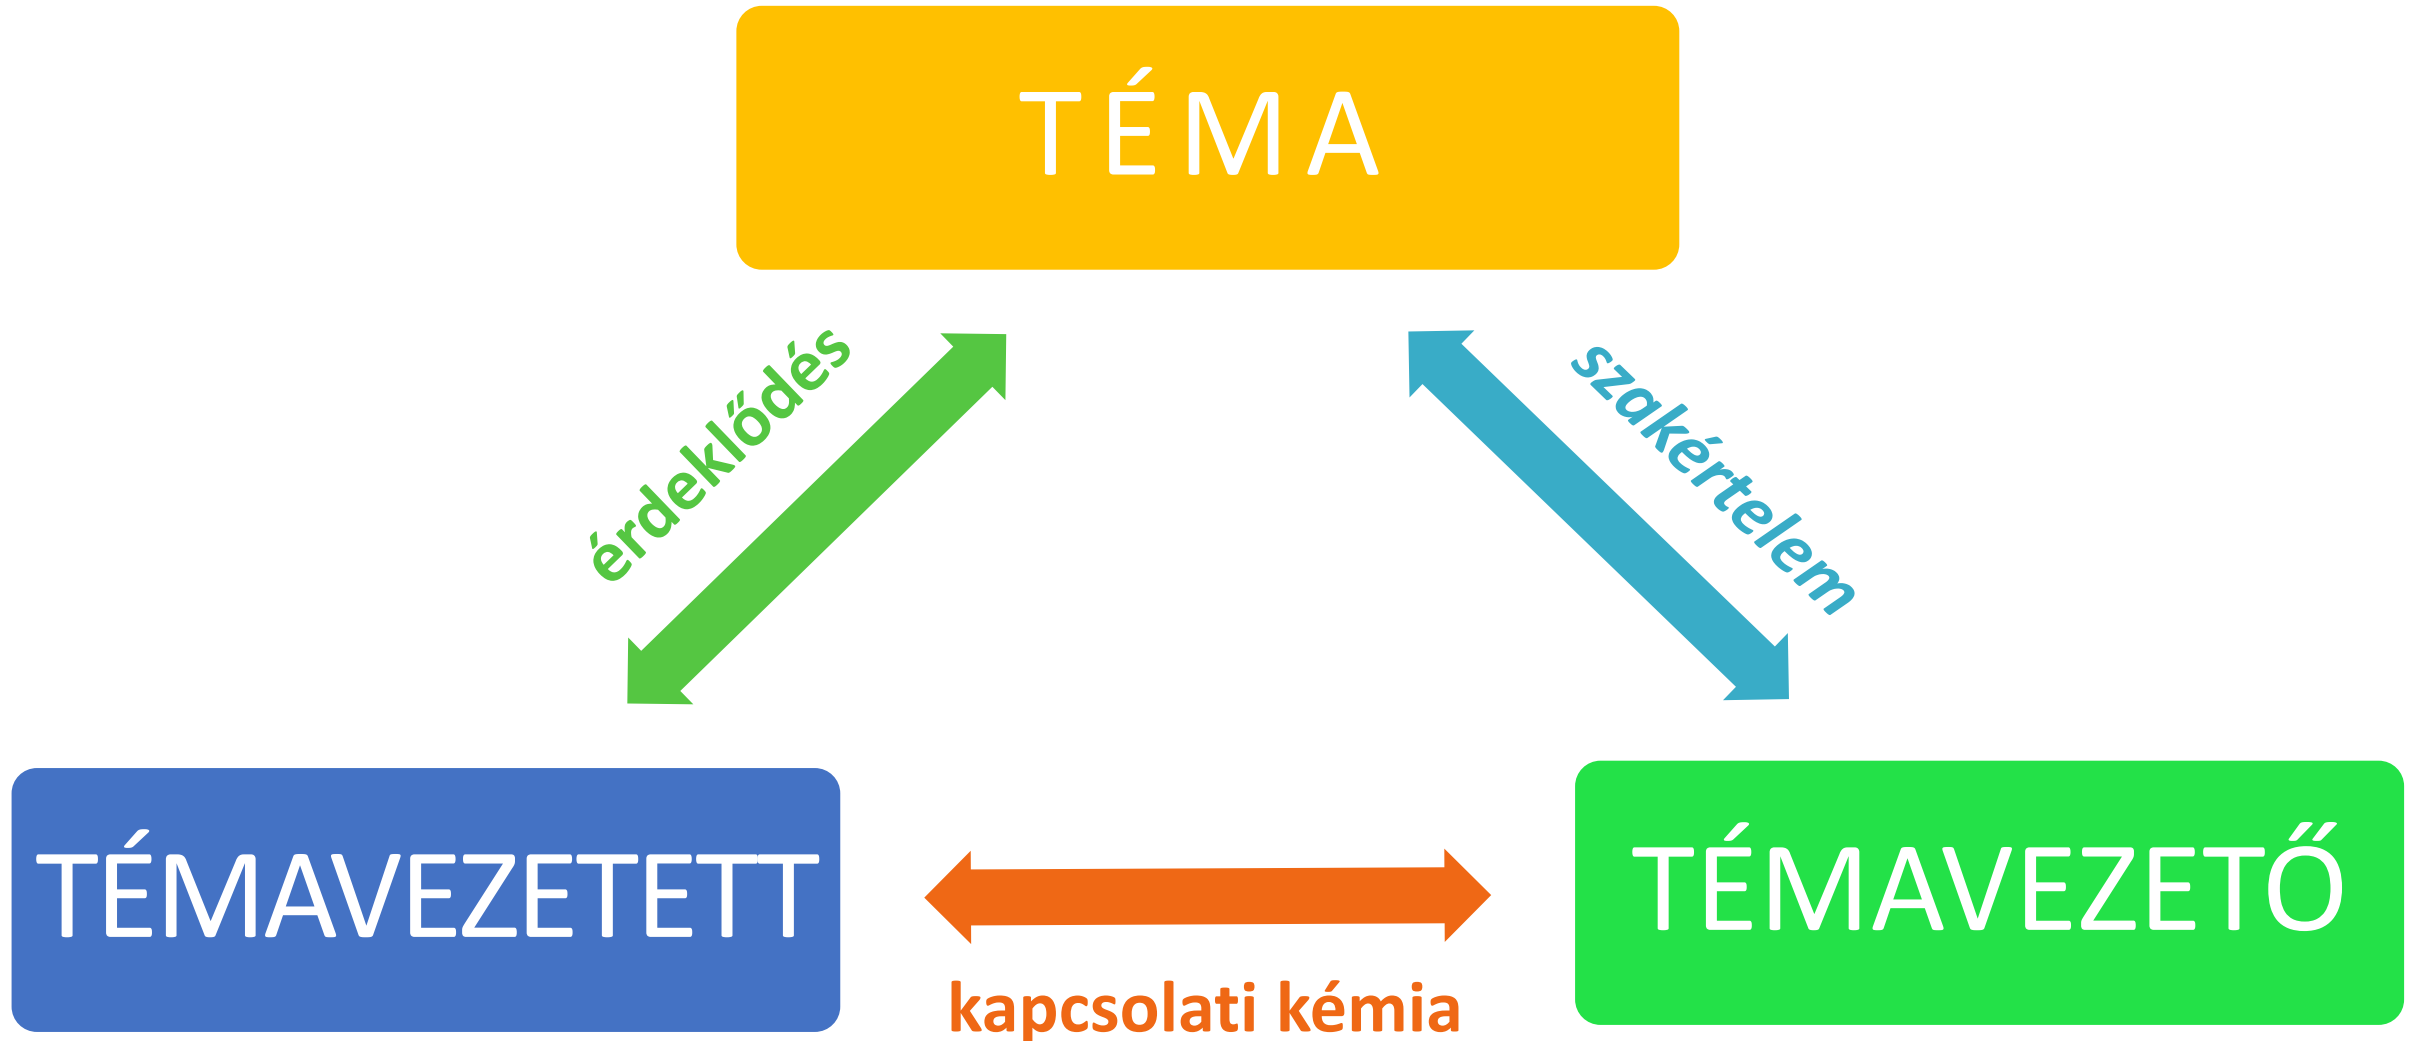 TÉMA
érdeklődés
szakértelem
TÉMAVEZETETT
TÉMAVEZETŐ
kapcsolati kémia